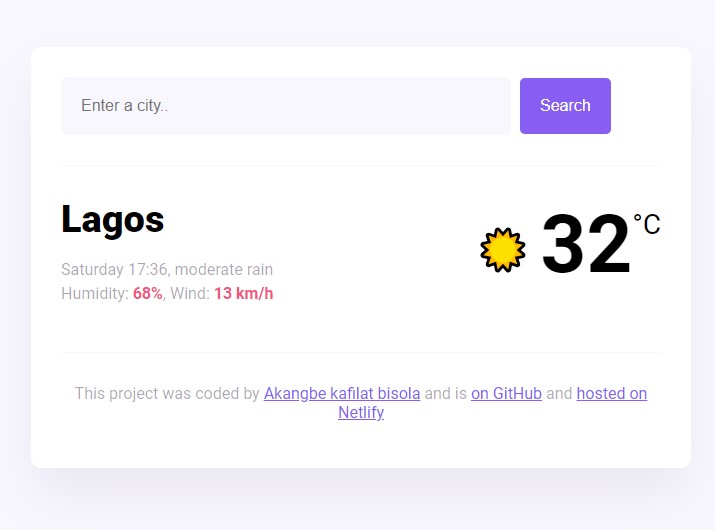 Enter a city..
Search
Lagos
32°C
Saturday 17:36, moderate rain
Humidity: 68%, Wind: 13 km/h
This project was coded by Akangbe kafilat bisola and is on GitHub and hosted on
Netlify